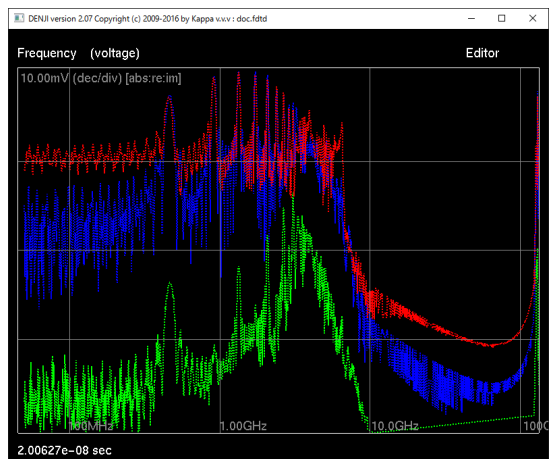 DENJI version 2.07 Copyright (c) 2009-2016 by Kappa v.v.v : doc.fdtd
Frequency (voltage) Editor
10.00mV (dec/div) [abs:re:im]
100MHz 1.00GHz 10.0GHz 100G
2.00627e-08 sec